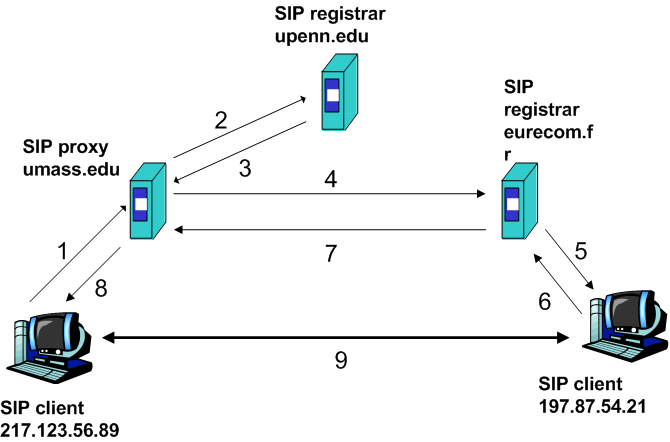 SIP registrar
upenn.edu
SIP
registrar
eurecom.f
r
SIP proxy
umass.edu
2
3
4
7
1
8
5
6
9
SIP client
217.123.56.89
SIP client
197.87.54.21